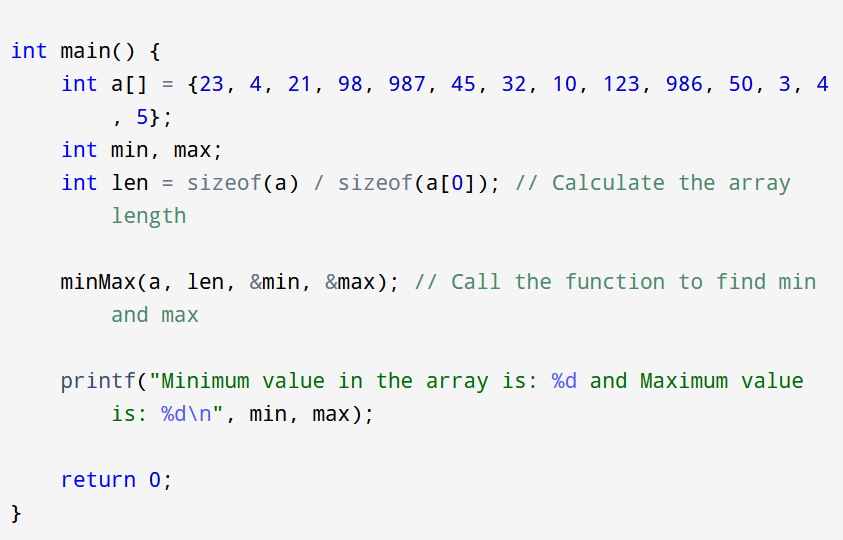 int main() {
    int a[] = {23, 4, 21, 98, 987, 45, 32, 10, 123, 986, 50, 3, 4
        , 5};
    int min, max;
    int len = sizeof(a) / sizeof(a[0]); // Calculate the array
        length
    minMax(a, len, &min, &max); // Call the function to find min
        and max
    printf("Minimum value in the array is: %d and Maximum value
        is: %d\n", min, max);
    return 0;
}